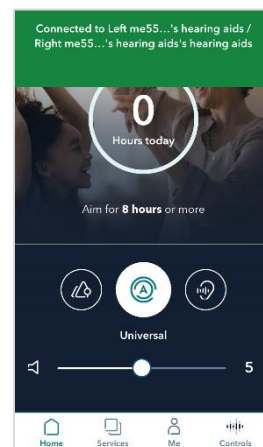 Connected to Left me55...'s hearing aids /
Right me55...'s hearing aids's hearing aids
0
Hours today
Aim for 8 hours or more
A
Universal
5
Home Services Me Controls